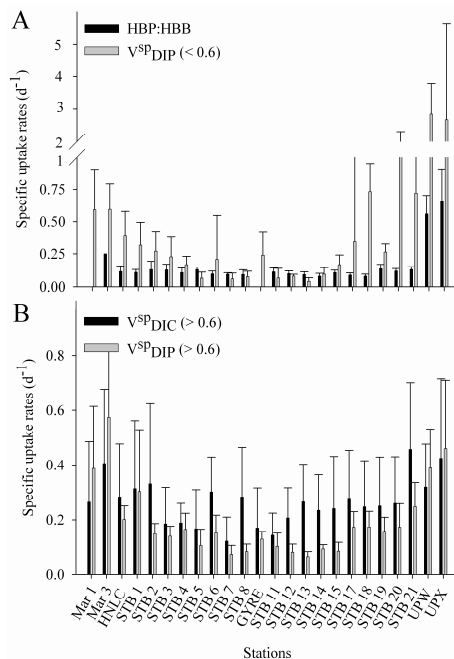 A
HBP:HBB
V^sp_DIP (< 0.6)
Specific uptake rates (d^-1)
5
4
3
2
1
0.75
0.25
0.00
B
V^sp_DIC (> 0.6)
V^sp_DIP (> 0.6)
Specific uptake rates (d^-1)
0.8
0.6
0.4
0.2
0.0
Mar 1
Mar 3
HNLC
STB 1
STB 2
STB 3
STB 4
STB 5
STB 6
STB 7
STB 8
GYRE
STB 11
STB 12
STB 13
STB 14
STB 15
STB 17
STB 18
STB 19
STB 20
STB 21
UPW
UPX
Stations